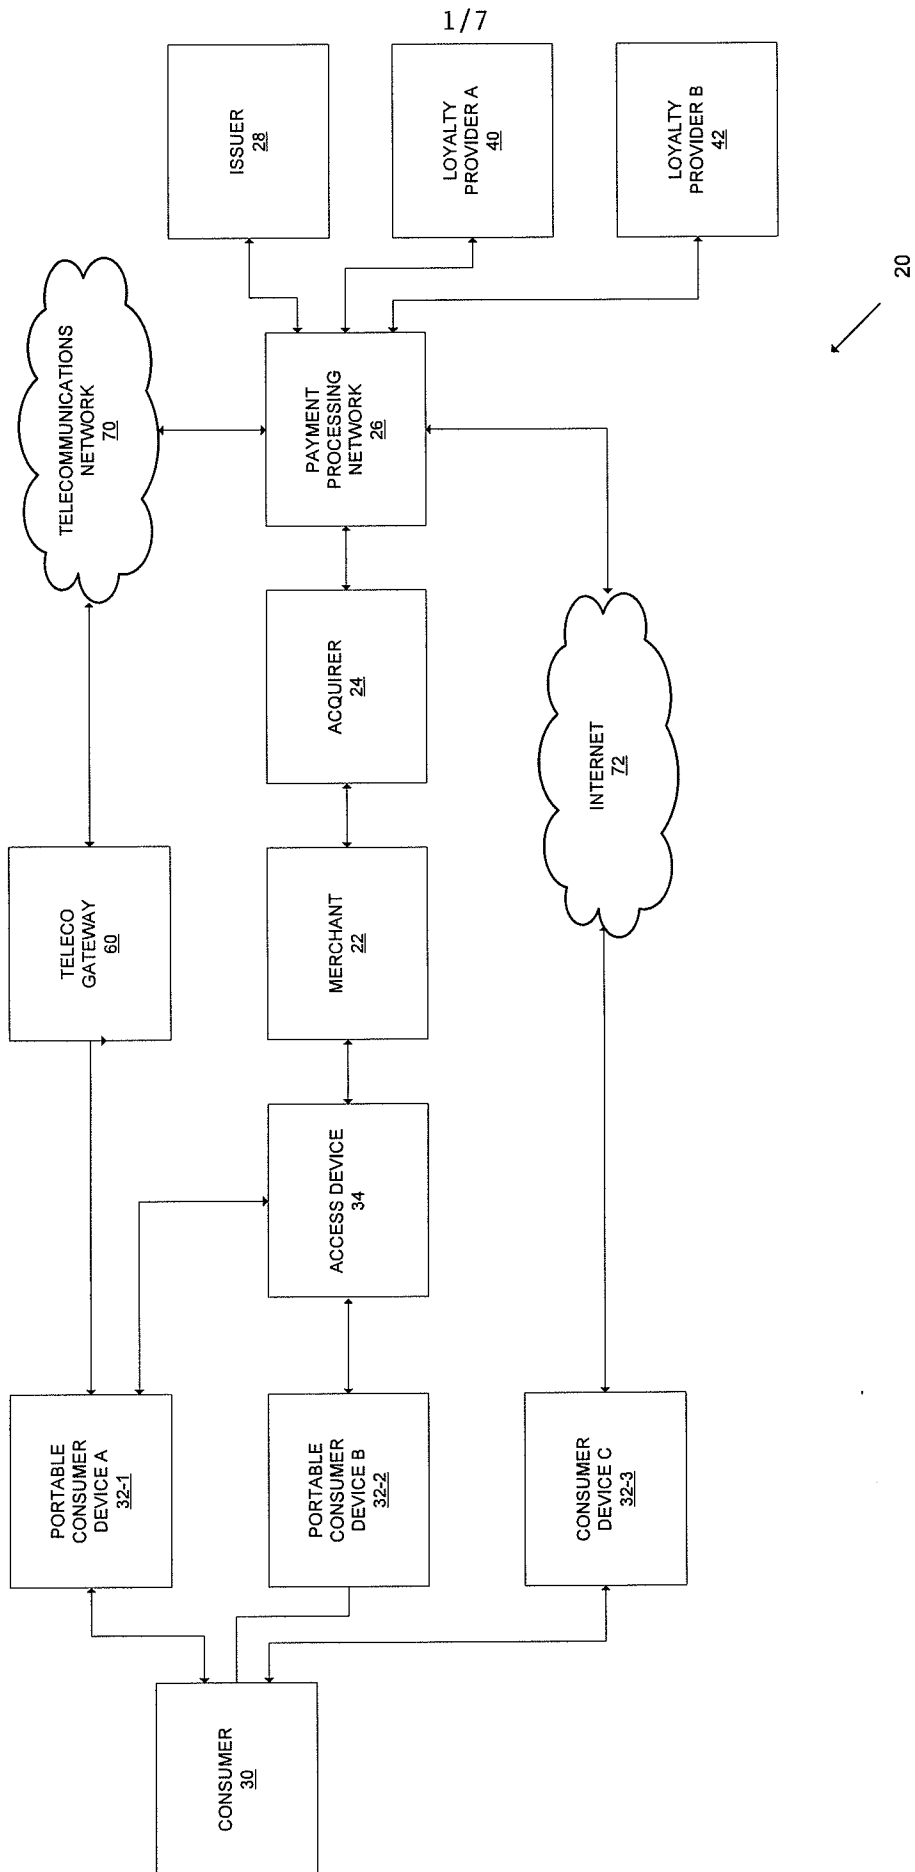 1/7
ISSUER
28
LOYALTY
PROVIDER A
40
LOYALTY
PROVIDER B
42
TELECOMMUNICATIONS
NETWORK
70
PAYMENT
PROCESSING
NETWORK
26
20
ACQUIRER
24
INTERNET
72
TELECO
GATEWAY
60
MERCHANT
22
ACCESS DEVICE
34
PORTABLE
CONSUMER
DEVICE A
32-1
PORTABLE
CONSUMER
DEVICE B
32-2
CONSUMER
DEVICE C
32-3
CONSUMER
30